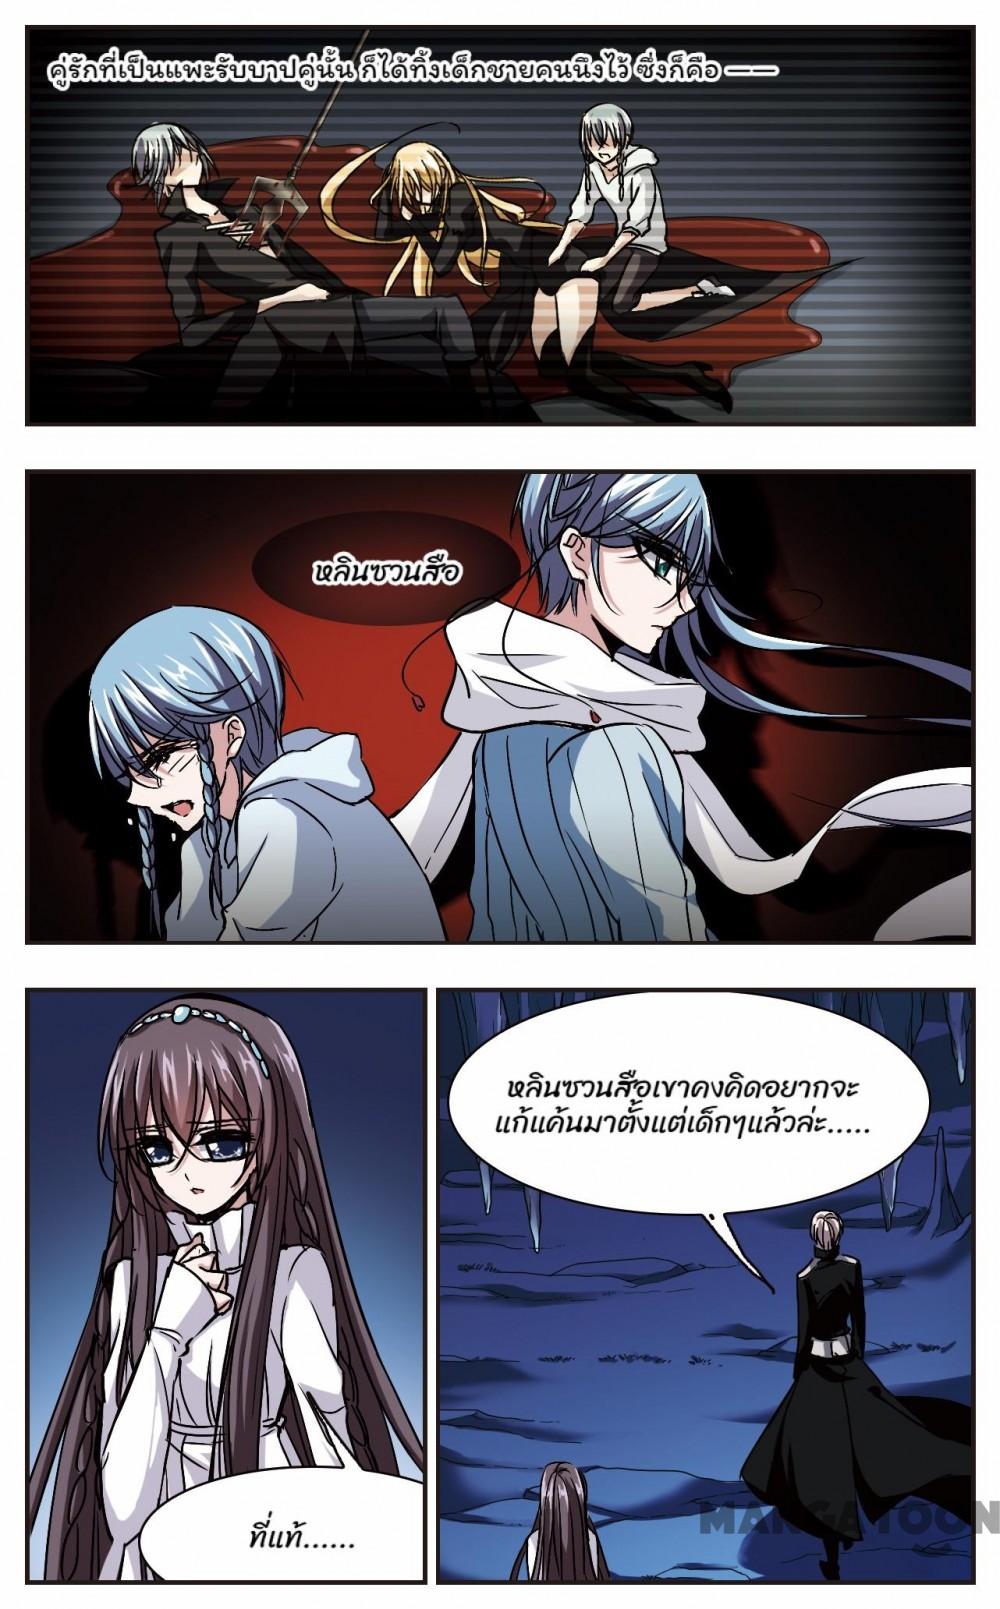 คู่รักที่เป็นแพะรับบาปคู่นั้น ก็ได้ทิ้งเด็กชายคนนึงไว้ ซึ่งก็คือ ——
หลินซวนสือ
ที่แท้......
หลินซวนสือเขาคงคิดอยากจะ
แก้แค้นมาตั้งแต่เด็กๆแล้วล่ะ.....
MANGATOON